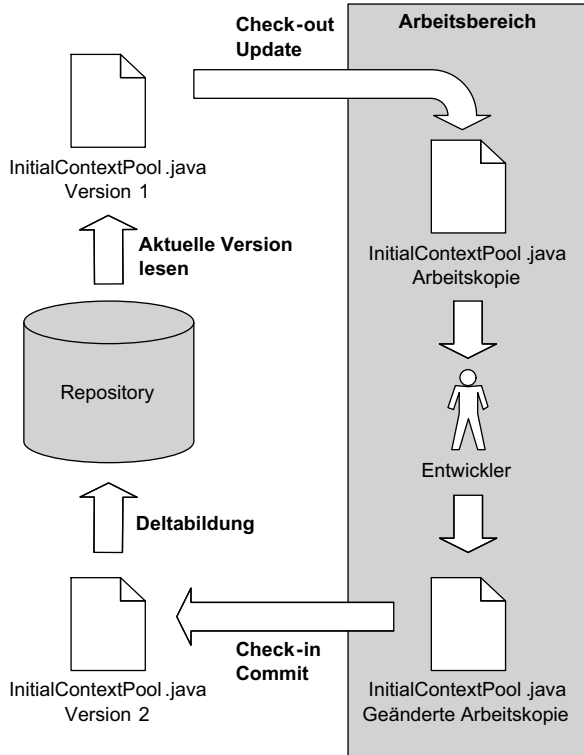 Check-out
Update
Arbeitsbereich
InitialContextPool .java
Version 1
InitialContextPool .java
Arbeitskopie
Aktuelle Version
lesen
Repository
Entwickler
Deltabildung
Check-in
Commit
InitialContextPool .java
Version 2
InitialContextPool .java
Geänderte Arbeitskopie